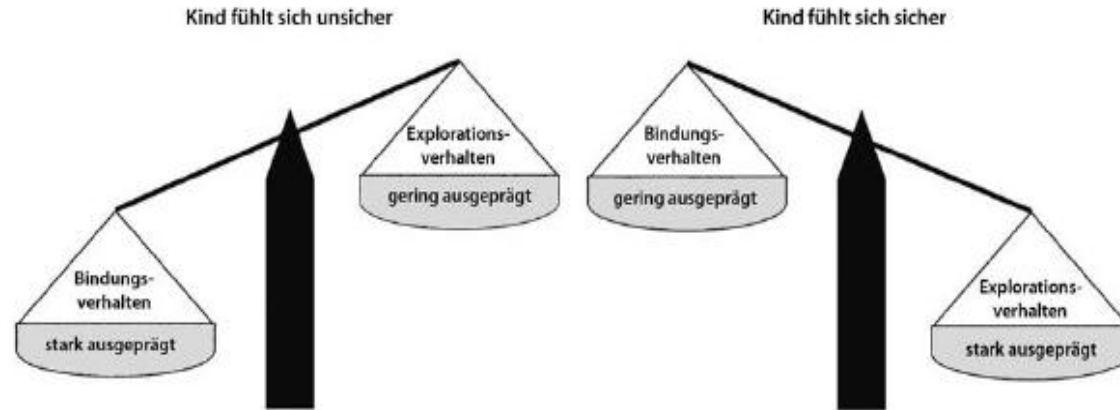 Kind fühlt sich unsicher
Explorations-
verhalten
gering ausgeprägt
Bindungs-
verhalten
stark ausgeprägt
Kind fühlt sich sicher
Bindungs-
verhalten
gering ausgeprägt
Explorations-
verhalten
stark ausgeprägt